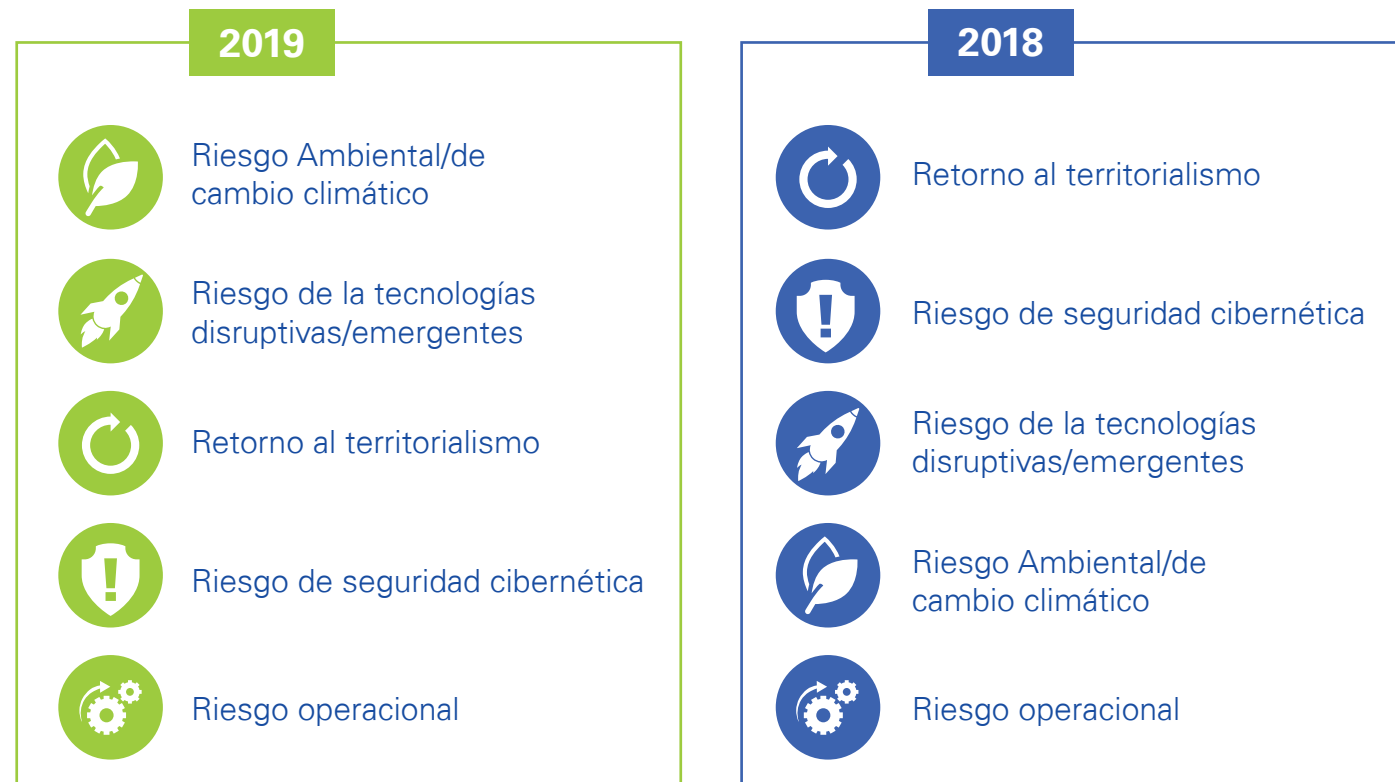 2019
Riesgo Ambiental/de
cambio climático
Riesgo de la tecnologías
disruptivas/emergentes
Retorno al territorialismo
Riesgo de seguridad cibernética
Riesgo operacional
2018
Retorno al territorialismo
Riesgo de seguridad cibernética
Riesgo de la tecnologías
disruptivas/emergentes
Riesgo Ambiental/de
cambio climático
Riesgo operacional